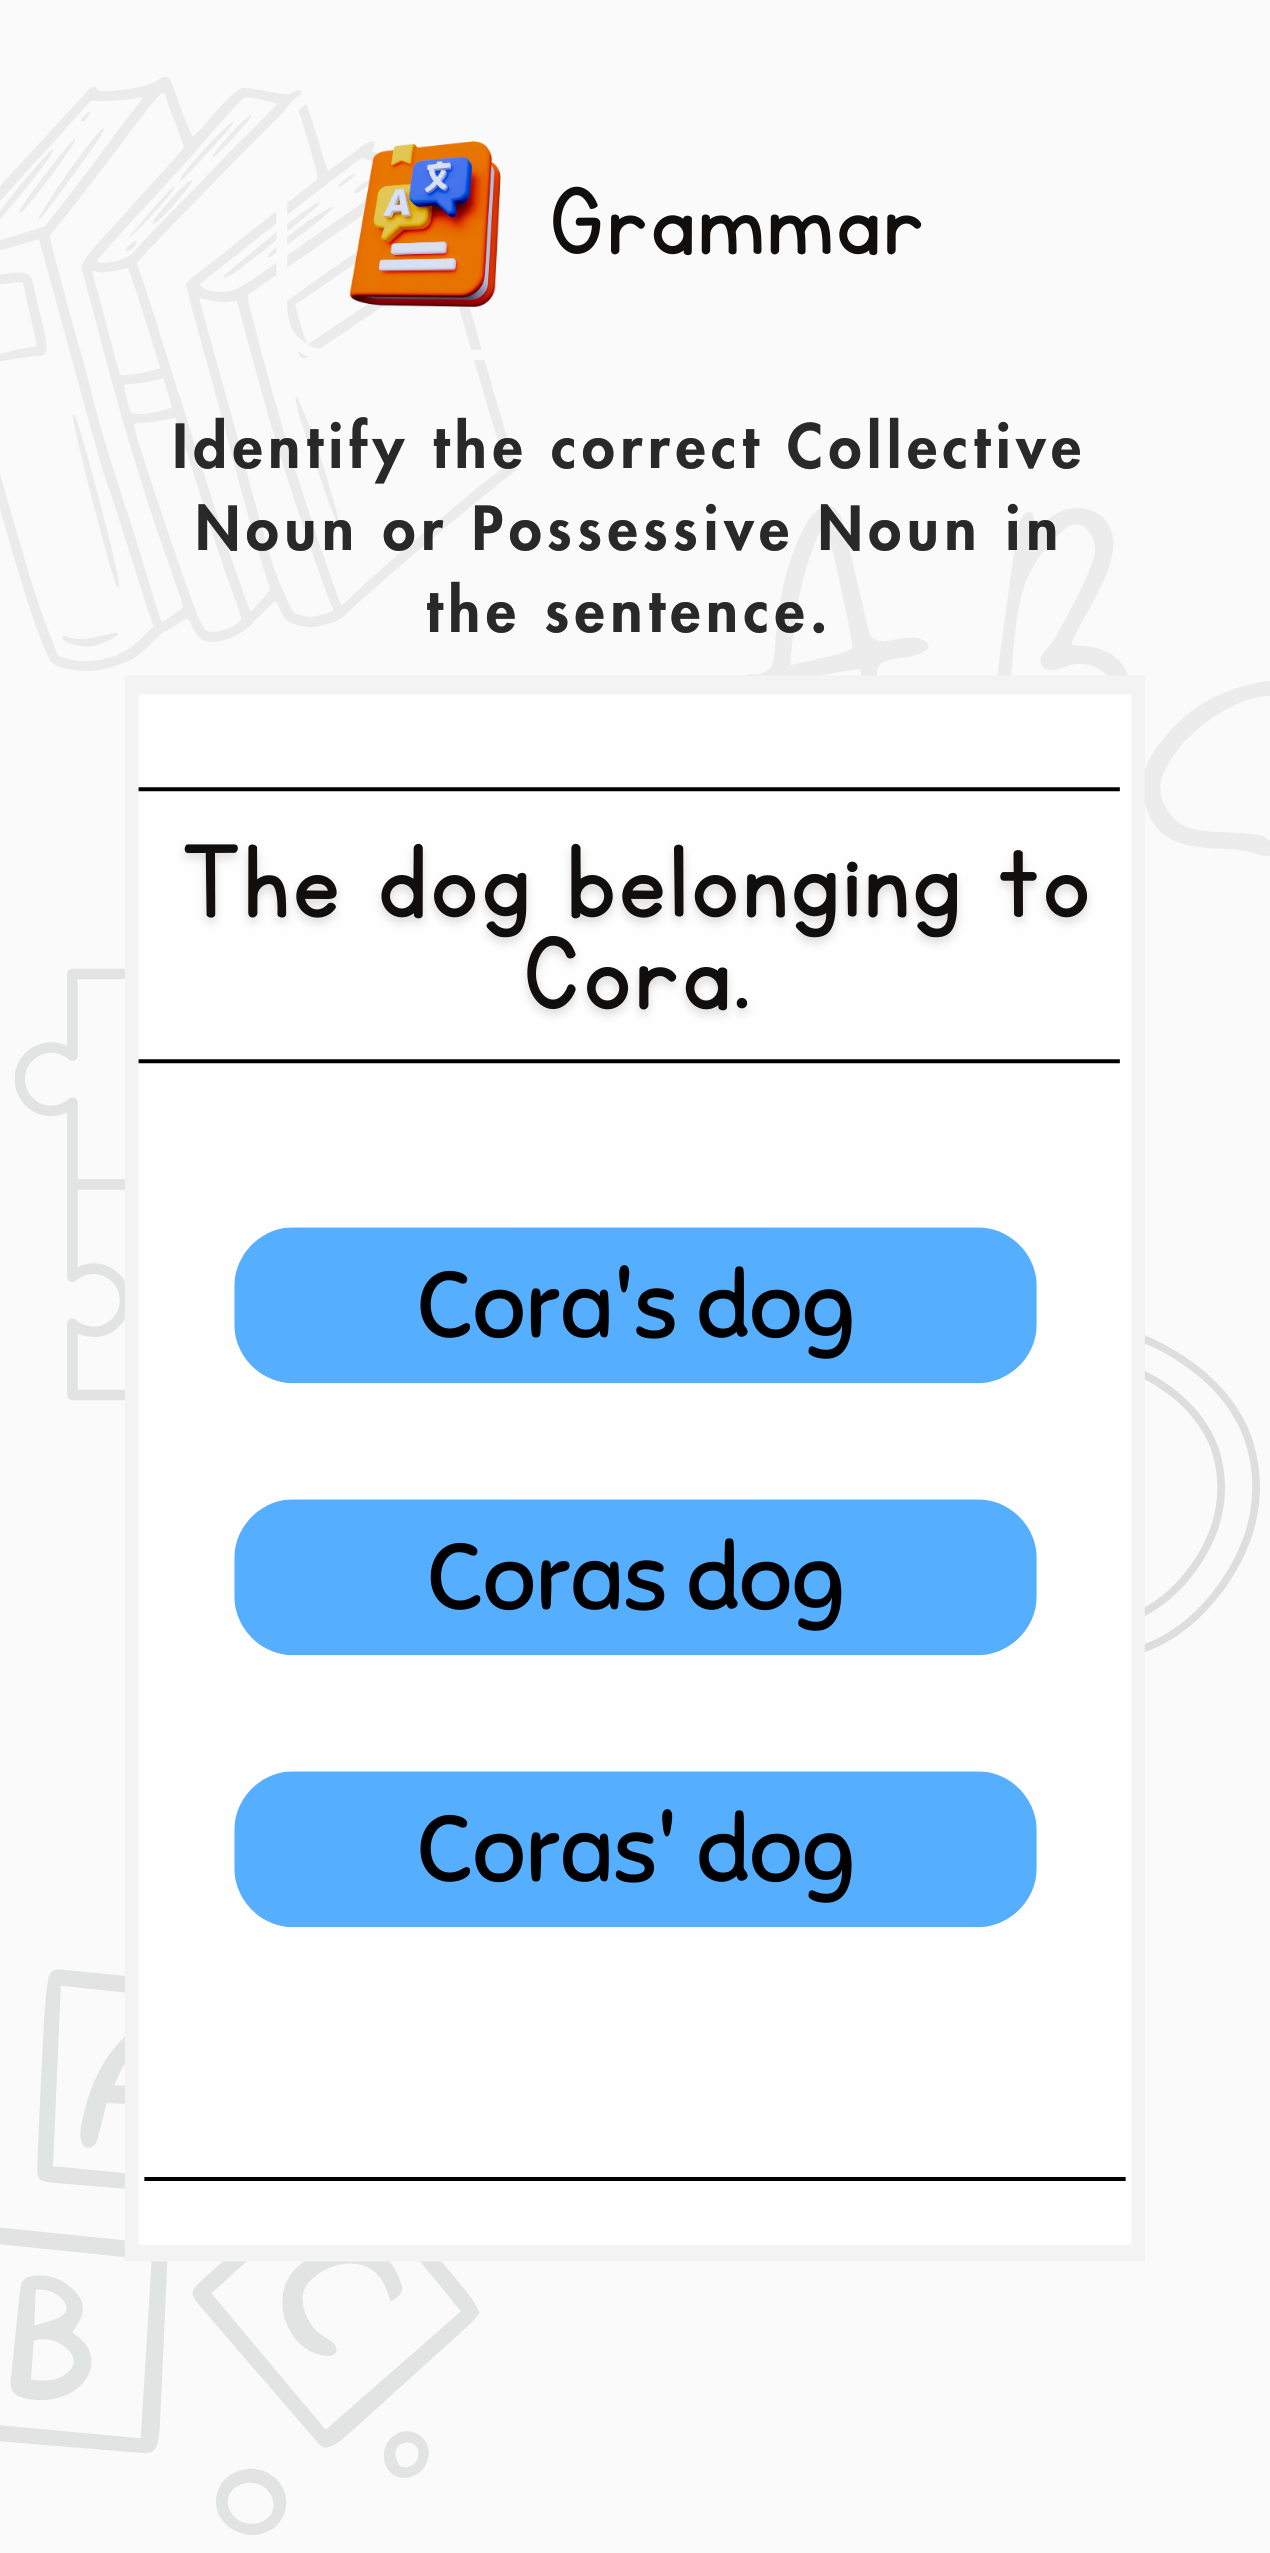 A 文
Grammar
Identify the correct Collective
Noun or Possessive Noun in
the sentence.
A B
The dog belonging to
Cora.
Cora's dog
Coras dog
Coras' dog
A
B C